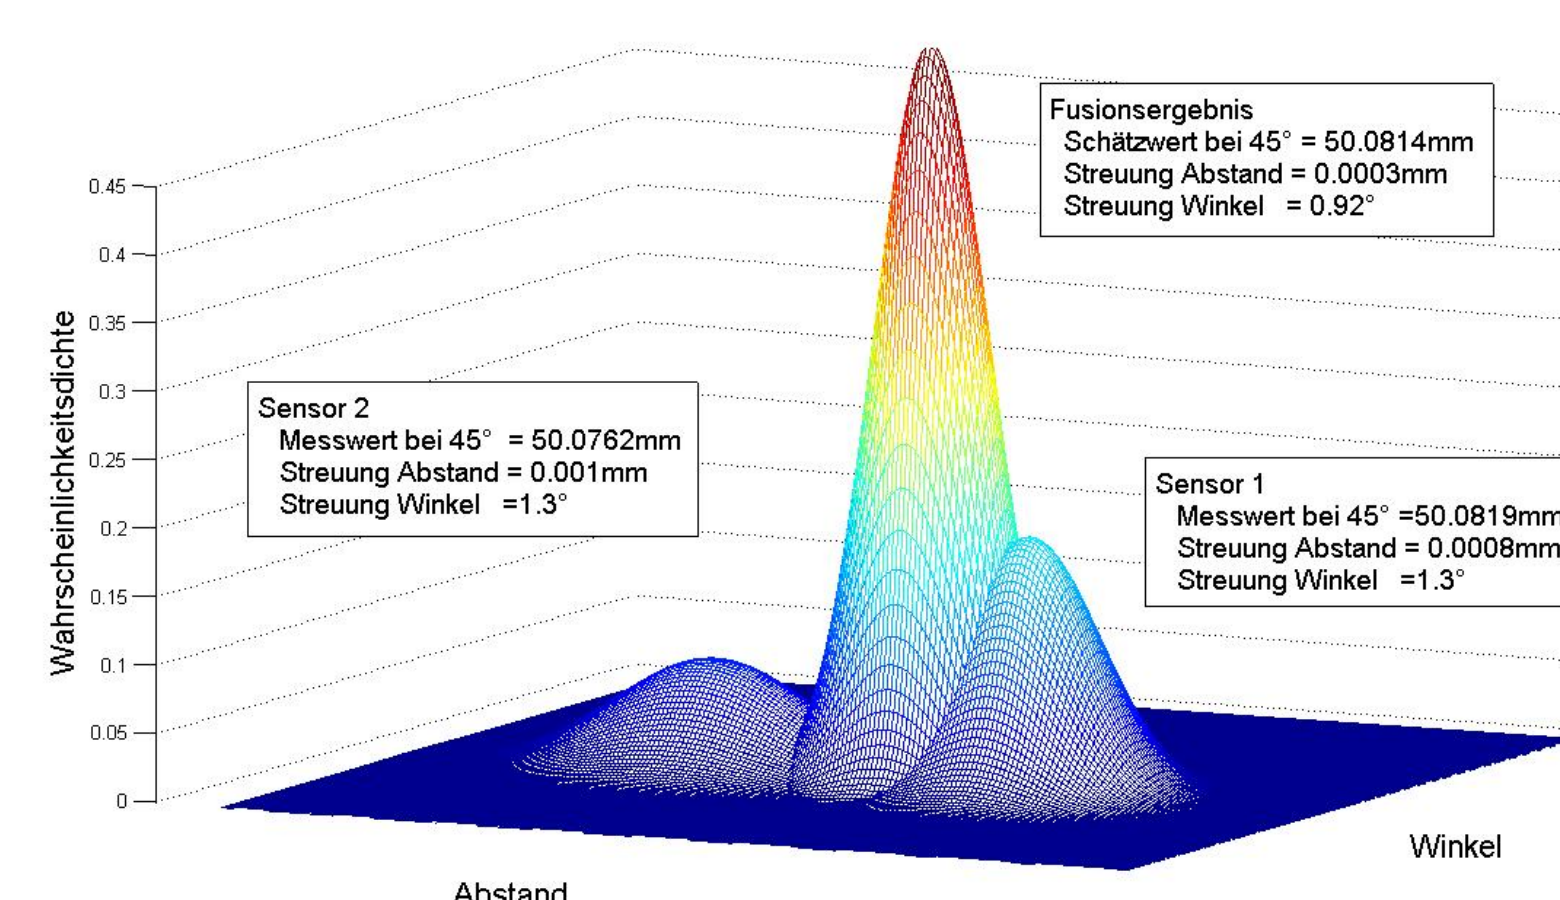 Fusionsergebnis
Schätzwert bei 45° = 50.0814mm
Streuung Abstand = 0.0003mm
Streuung Winkel = 0.92°
Sensor 2
Messwert bei 45° = 50.0762mm
Streuung Abstand = 0.001mm
Streuung Winkel =1.3°
Sensor 1
Messwert bei 45° =50.0819mm
Streuung Abstand = 0.0008mm
Streuung Winkel =1.3°
Wahrscheinlichkeitsdichte
0.45
0.4
0.35
0.3
0.25
0.2
0.15
0.1
0.05
0
Abstand
Winkel